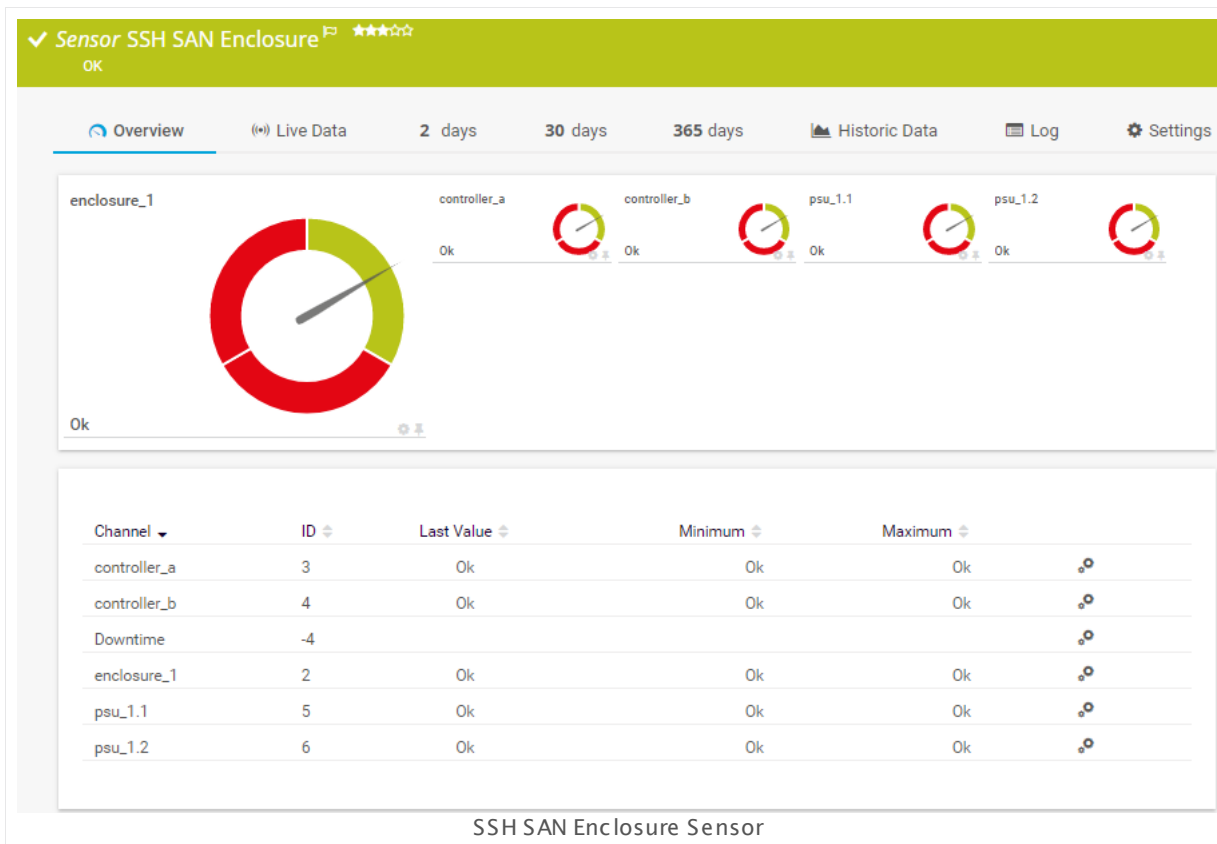 Sensor SSH SAN Enclosure
OK
Overview Live Data 2 days 30 days 365 days Historic Data Log Settings
enclosure_1
Ok
controller_a
Ok
controller_b
Ok
psu_1.1
Ok
psu_1.2
Ok
Channel ID Last Value Minimum Maximum
controller_a 3 Ok Ok Ok
controller_b 4 Ok Ok Ok
Downtime -4
enclosure_1 2 Ok Ok Ok
psu_1.1 5 Ok Ok Ok
psu_1.2 6 Ok Ok Ok
SSH SAN Enclosure Sensor